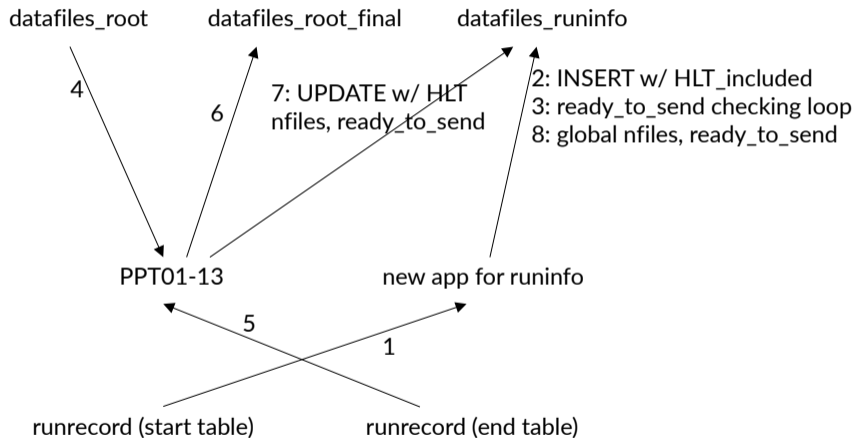 datafiles_root
datafiles_root_final
datafiles_runinfo
4
6
7: UPDATE w/ HLT
nfiles, ready_to_send
2: INSERT w/ HLT_included
3: ready_to_send checking loop
8: global nfiles, ready_to_send
PPT01-13
new app for runinfo
5
1
runrecord (start table)
runrecord (end table)